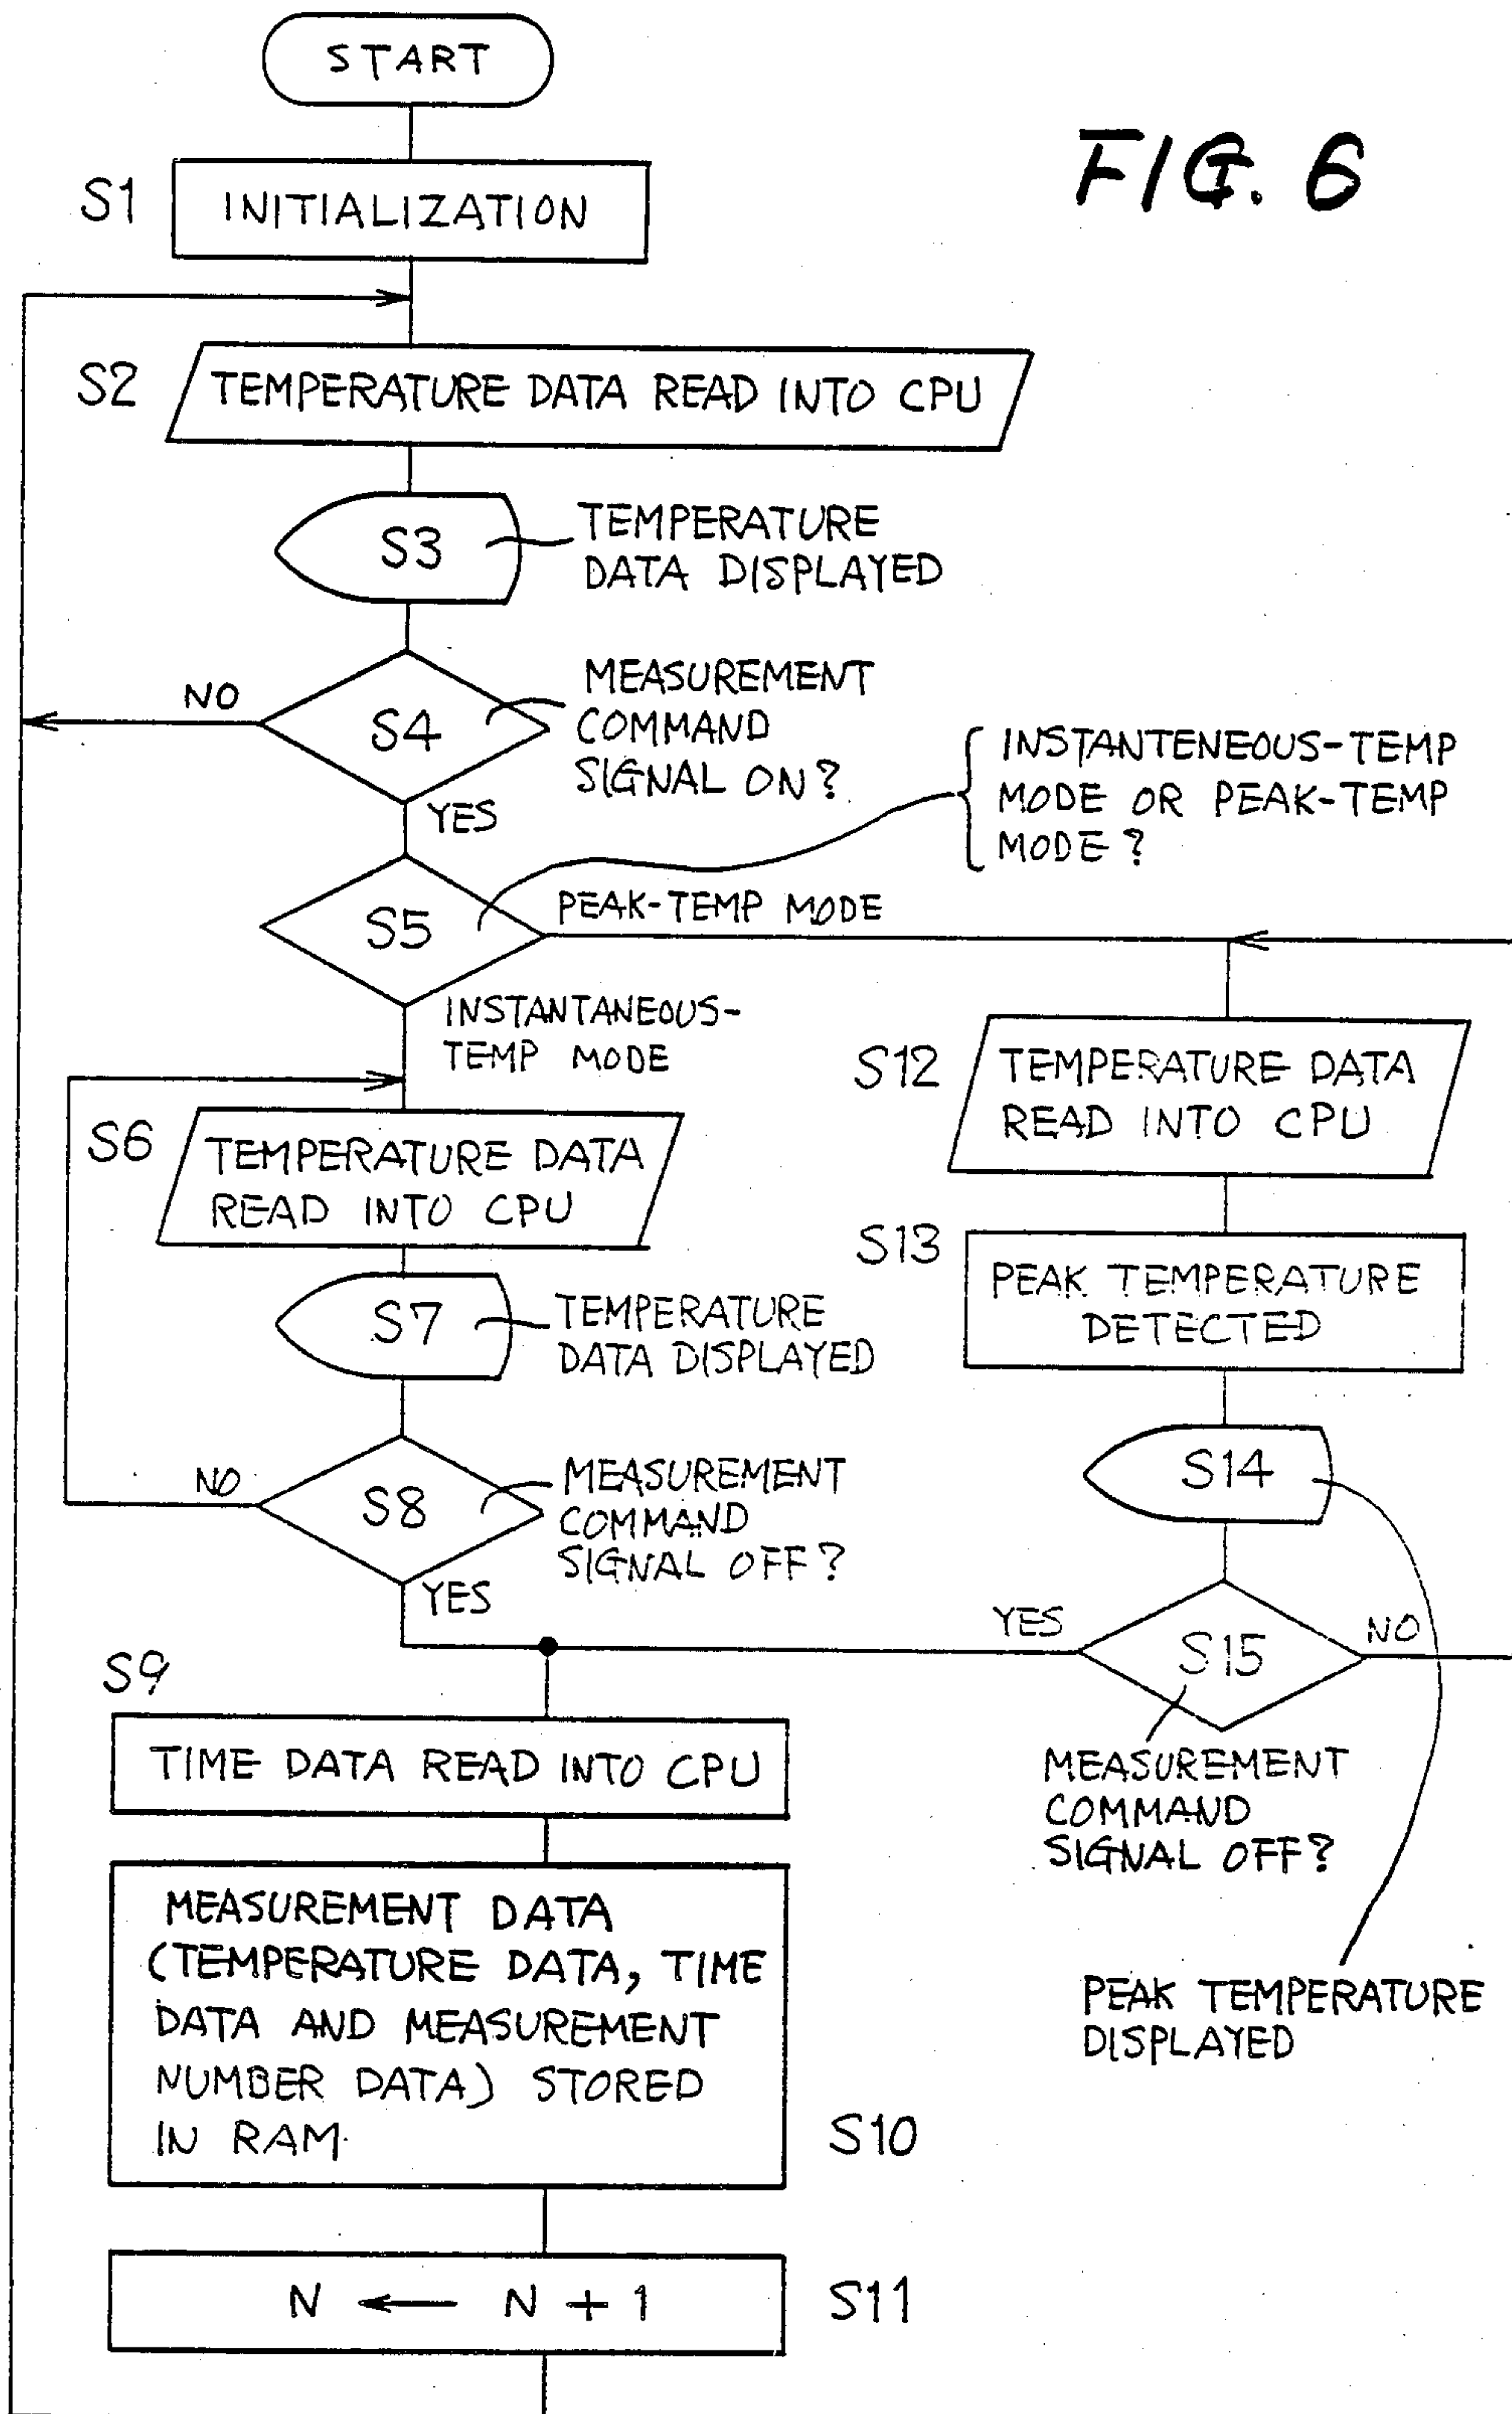 START
FIG. 6
S1
INITIALIZATION
S2
TEMPERATURE DATA READ INTO CPU
S3
TEMPERATURE
DATA DISPLAYED
NO
S4
MEASUREMENT
COMMAND
SIGNAL ON?
YES
INSTANTENEOUS-TEMP
MODE OR PEAK-TEMP
MODE?
S5
PEAK-TEMP MODE
INSTANTANEOUS-
TEMP MODE
S6
TEMPERATURE DATA
READ INTO CPU
S7
TEMPERATURE
DATA DISPLAYED
NO
S8
MEASUREMENT
COMMAND
SIGNAL OFF?
YES
S12
TEMPERATURE DATA
READ INTO CPU
S13
PEAK TEMPERATURE
DETECTED
S14
YES
S15
NO
MEASUREMENT
COMMAND
SIGNAL OFF?
PEAK TEMPERATURE
DISPLAYED
S9
TIME DATA READ INTO CPU
MEASUREMENT DATA
(TEMPERATURE DATA, TIME
DATA AND MEASUREMENT
NUMBER DATA) STORED
IN RAM
S10
N ← N + 1
S11